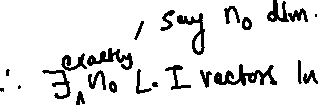 , say n₀ dim.
∴ ∃ exactly n₀ L.I vectors in